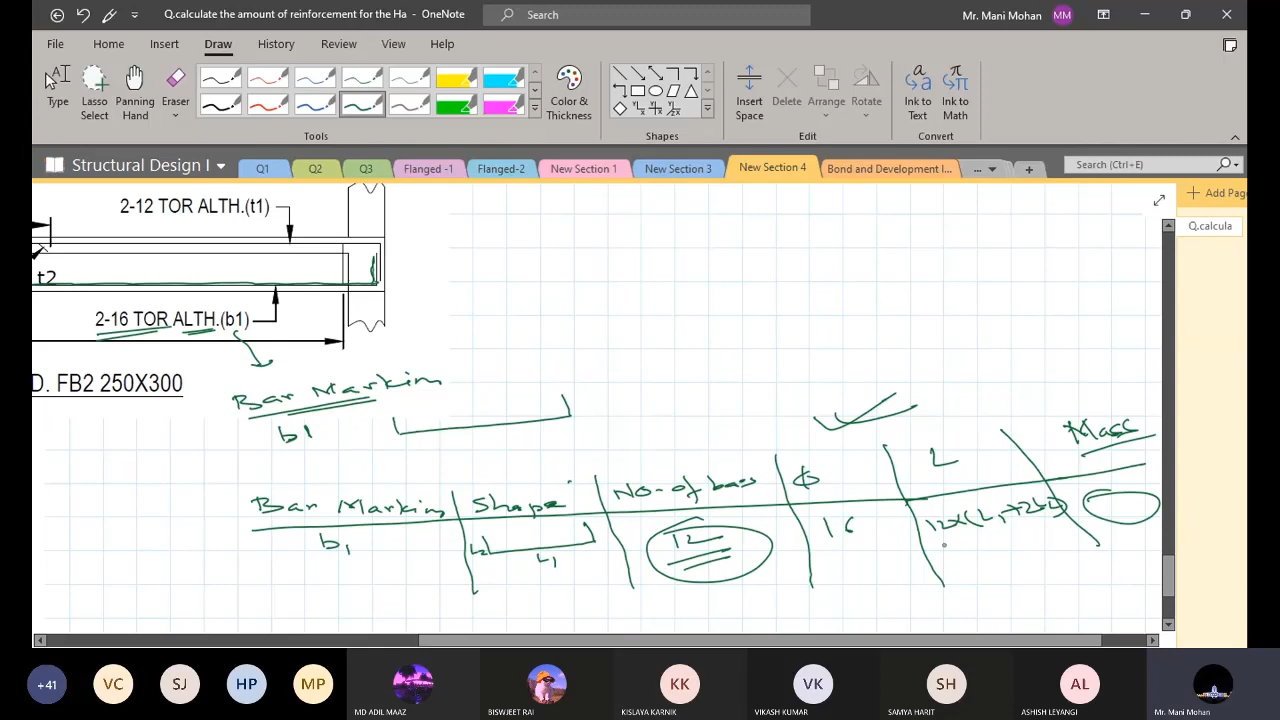 Q.calculate the amount of reinforcement for the Ha - OneNote
Search
Mr. Mani Mohan MM
File Home Insert Draw History Review View Help
Type Lasso Select Panning Hand Eraser Color & Thickness Insert Space Delete Arrange Rotate Ink to Text Ink to Math
Tools Shapes Edit Convert
Structural Design I Q1 Q2 Q3 Flanged -1 Flanged-2 New Section 1 New Section 3 New Section 4 Bond and Development I... ... Search (Ctrl+E)
Add Page
Q.calcula
2-12 TOR ALTH.(t1)
t2
2-16 TOR ALTH.(b1)
D. FB2 250X300
Bar Markim
b1
Bar Markim Shape No-of bars ϕ L Mass
b1 L2 L1 12 16
+41 VC SJ HP MP KK VK SH AL
MD ADIL MAAZ BISWJEET RAI KISLAYA KARNIK VIKASH KUMAR SAMYA HARIT ASHISH LEYANGI Mr. Mani Mohan